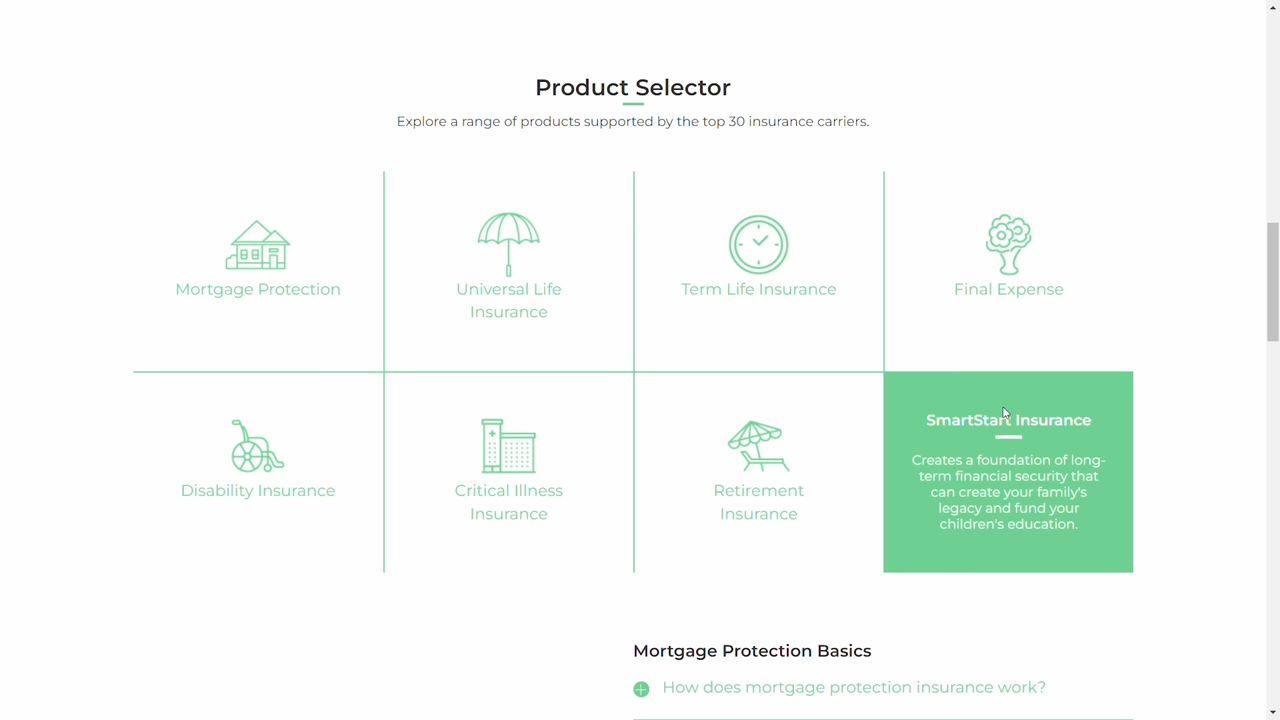 Product Selector
Explore a range of products supported by the top 30 insurance carriers.
Mortgage Protection
Universal Life
Insurance
Term Life Insurance
Final Expense
Disability Insurance
Critical Illness
Insurance
Retirement
Insurance
SmartStart Insurance
Creates a foundation of long-
term financial security that
can create your family's
legacy and fund your
children's education.
Mortgage Protection Basics
How does mortgage protection insurance work?